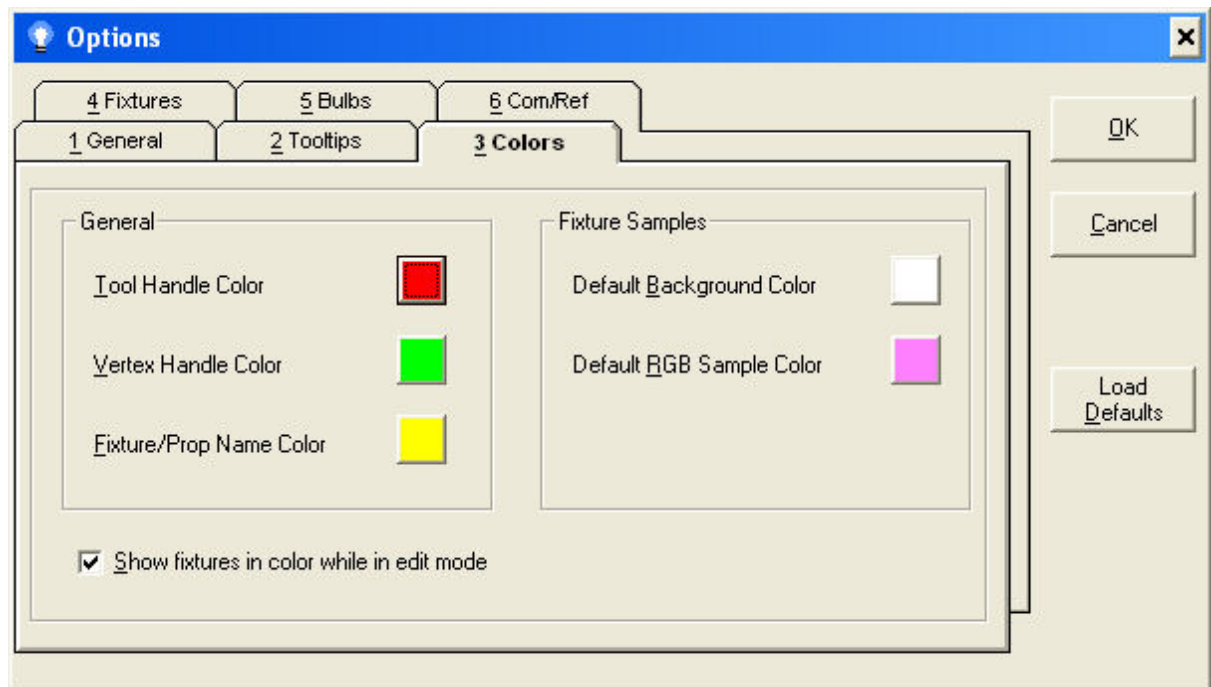 Options
4 Fixtures
5 Bulbs
6 Com/Ref
1 General
2 Tooltips
3 Colors
OK
Cancel
Load
Defaults
General
Tool Handle Color
Vertex Handle Color
Fixture/Prop Name Color
Fixture Samples
Default Background Color
Default RGB Sample Color
Show fixtures in color while in edit mode